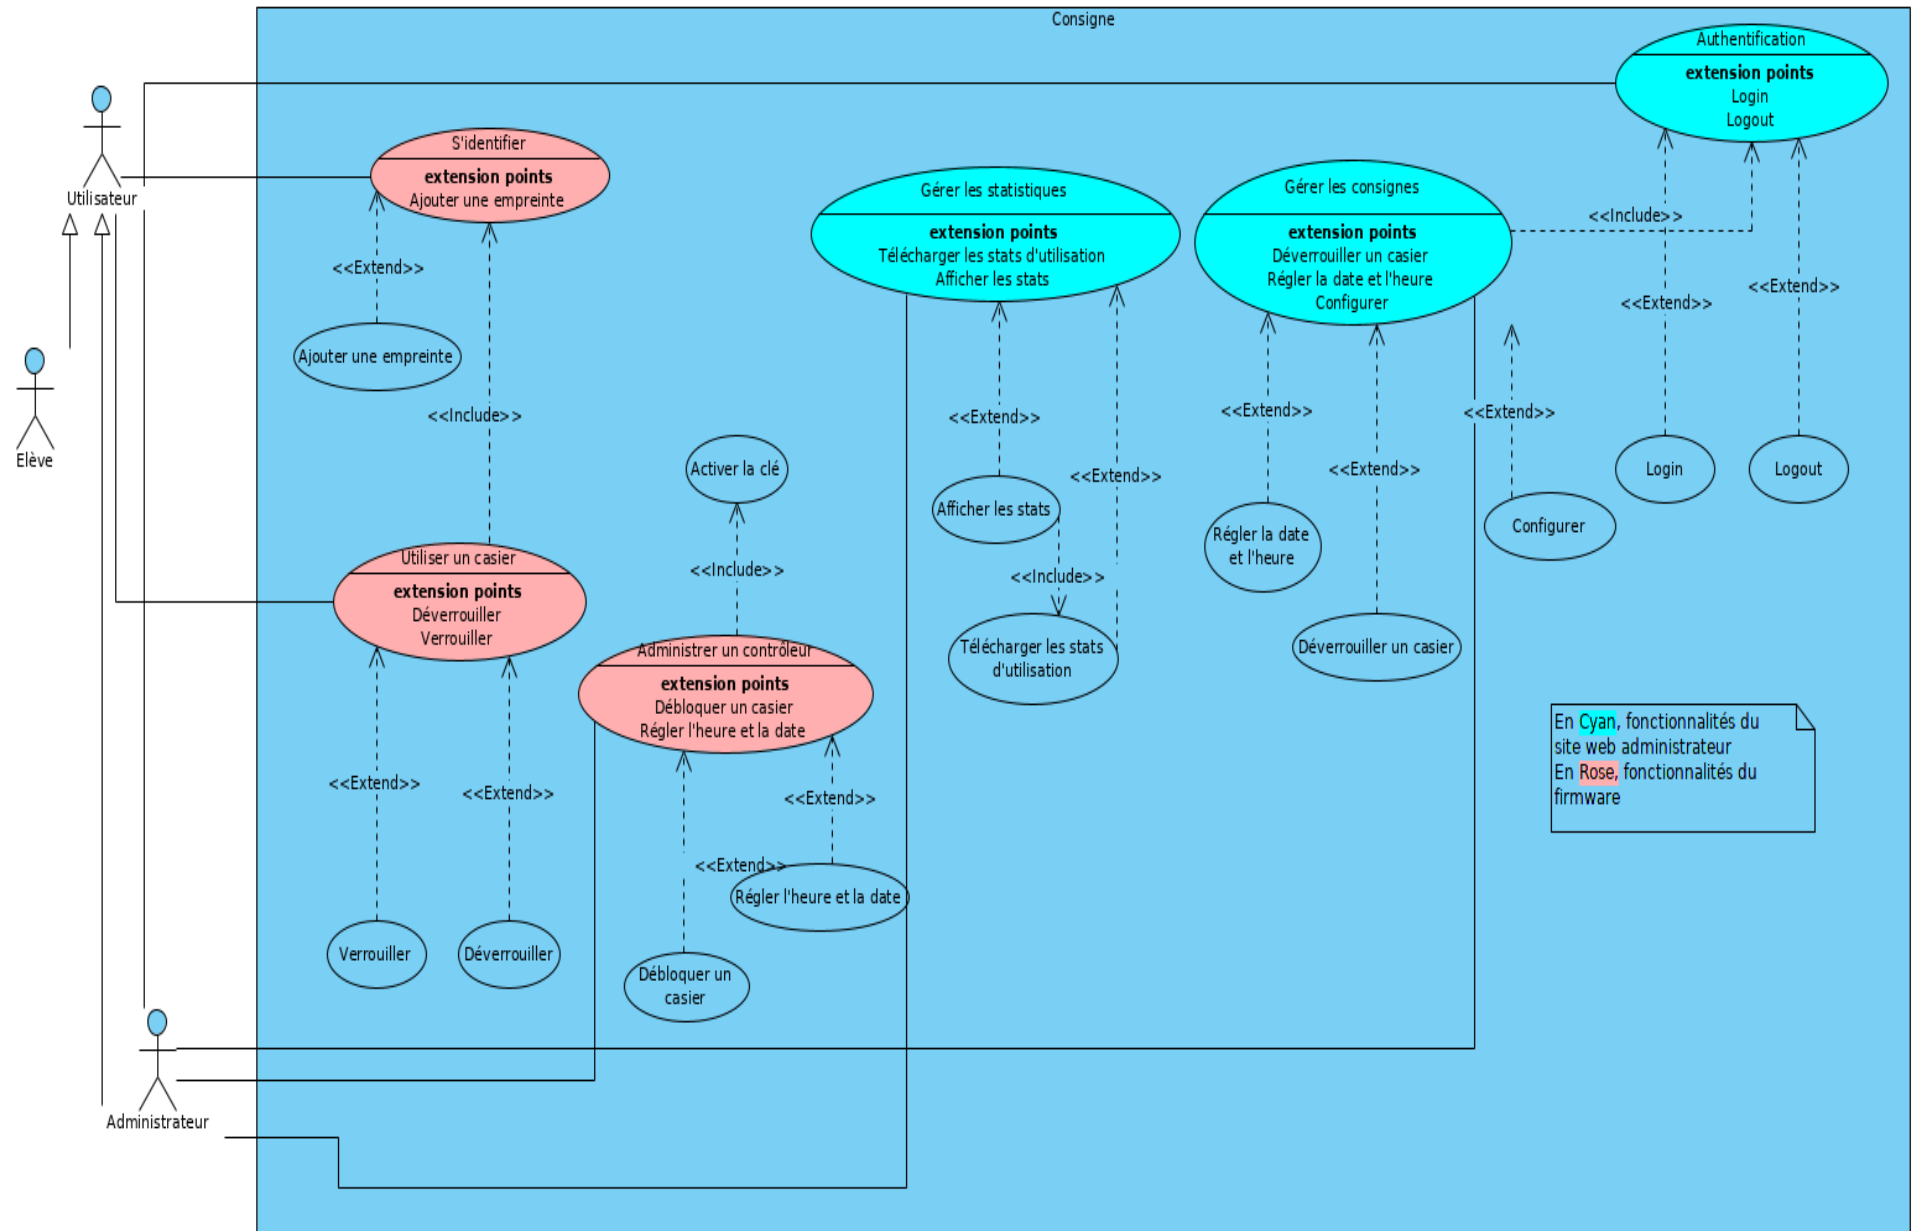 Consigne
Authentification
extension points
Login
Logout
Utilisateur
S'identifier
extension points
Ajouter une empreinte
Gérer les statistiques
extension points
Télécharger les stats d'utilisation
Afficher les stats
Gérer les consignes
extension points
Déverrouiller un casier
Régler la date et l'heure
Configurer
<<Include>>
<<Extend>>
<<Extend>>
<<Extend>>
Ajouter une empreinte
Elève
<<Include>>
Activer la clé
<<Extend>>
<<Extend>>
<<Extend>>
<<Extend>>
<<Extend>>
Login
Logout
Afficher les stats
Régler la date
et l'heure
Configurer
<<Include>>
<<Include>>
Utiliser un casier
extension points
Déverrouiller
Verrouiller
Administrer un contrôleur
extension points
Débloquer un casier
Régler l'heure et la date
Télécharger les stats
d'utilisation
Déverrouiller un casier
En Cyan, fonctionnalités du
site web administrateur
En Rose, fonctionnalités du
firmware
<<Extend>>
<<Extend>>
<<Extend>>
<<Extend>>
Régler l'heure et la date
Verrouiller
Déverrouiller
Débloquer un
casier
Administrateur